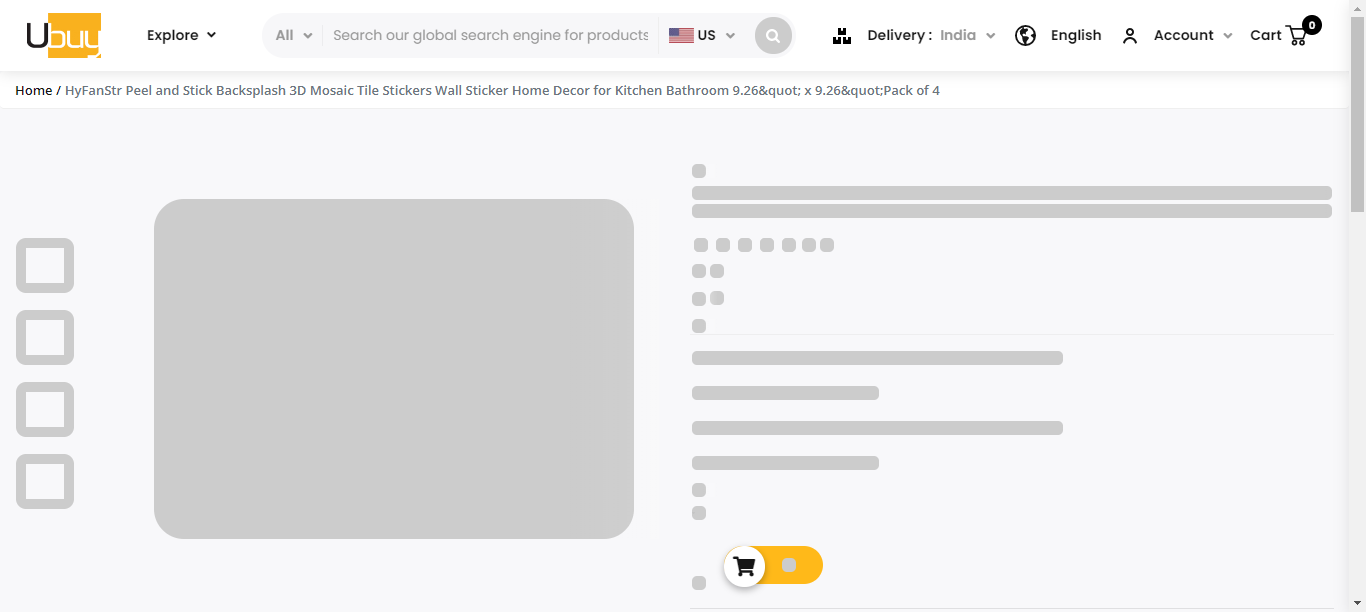 Ubuy
Explore
All
Search our global search engine for products
US
Delivery : India
English
Account
Cart
0
Home / HyFanStr Peel and Stick Backsplash 3D Mosaic Tile Stickers Wall Sticker Home Decor for Kitchen Bathroom 9.26&quot; x 9.26&quot;Pack of 4